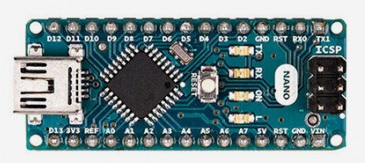 D12 D11 D10 D9 D8 D7 D6 D5 D4 D3 D2 GND RST RX0 TX1
ICSP
TX
RX
ON
L
RESET
NANO
D13 3V3 REF A0 A1 A2 A3 A4 A5 A6 A7 5V RST GND VIN